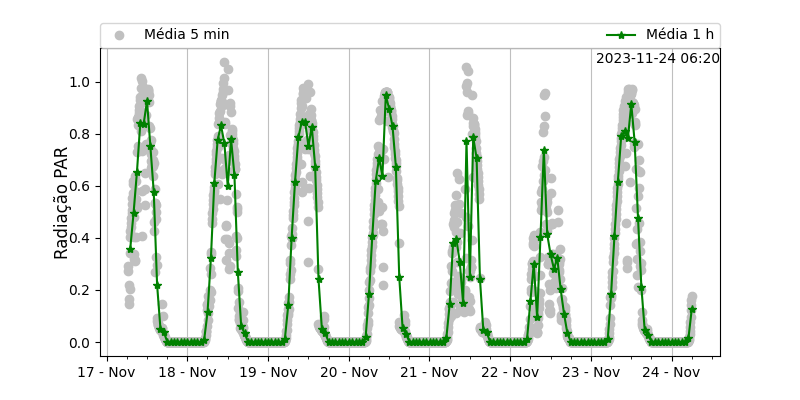 Média 5 min
Média 1 h
2023-11-24 06:20
Radiação PAR
1.0
0.8
0.6
0.4
0.2
0.0
17 - Nov
18 - Nov
19 - Nov
20 - Nov
21 - Nov
22 - Nov
23 - Nov
24 - Nov